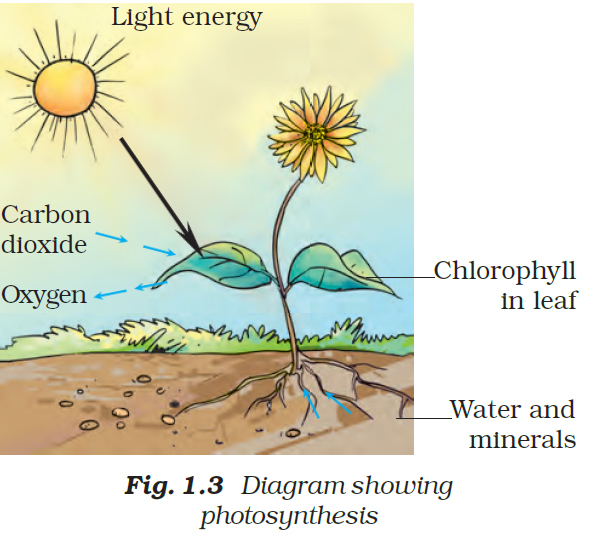 Light energy
Carbon
dioxide
Oxygen
Chlorophyll
in leaf
Water and
minerals
Fig. 1.3 Diagram showing
photosynthesis